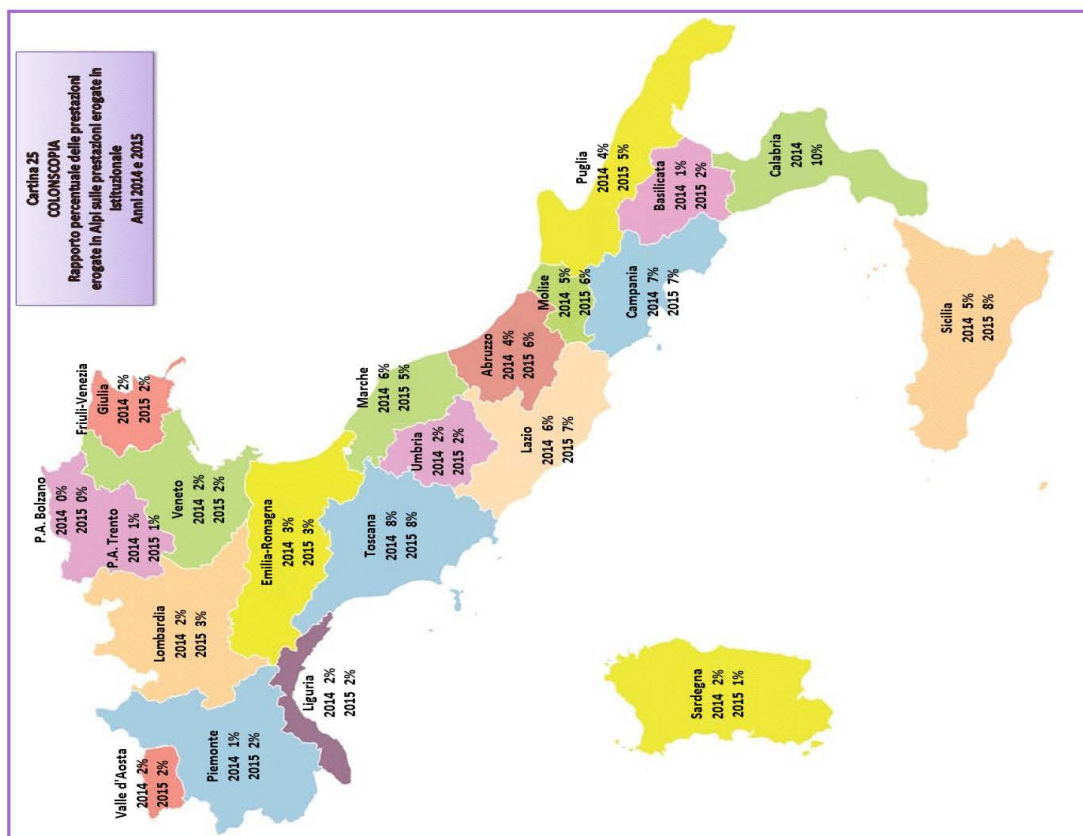 Cartina 25
COLONSCOPIA
Rapporto percentuale delle prestazioni
erogate in Alpi sulle prestazioni erogate in
Istituzionale
Anni 2014 e 2015
P.A. Bolzano
2014 0%
2015 0%
P.A. Trento
2014 1%
2015 1%
Friuli-Venezia
Giulia
2014 2%
2015 2%
Valle d'Aosta
2014 2%
2015 2%
Piemonte
2014 1%
2015 2%
Lombardia
2014 2%
2015 3%
Veneto
2014 2%
2015 2%
Liguria
2014 2%
2015 2%
Emilia-Romagna
2014 3%
2015 3%
Toscana
2014 8%
2015 8%
Marche
2014 6%
2015 5%
Umbria
2014 2%
2015 2%
Lazio
2014 6%
2015 7%
Abruzzo
2014 4%
2015 6%
Molise
2014 5%
2015 6%
Campania
2014 7%
2015 7%
Puglia
2014 4%
2015 5%
Basilicata
2014 1%
2015 2%
Calabria
2014
10%
Sicilia
2014 5%
2015 8%
Sardegna
2014 2%
2015 1%